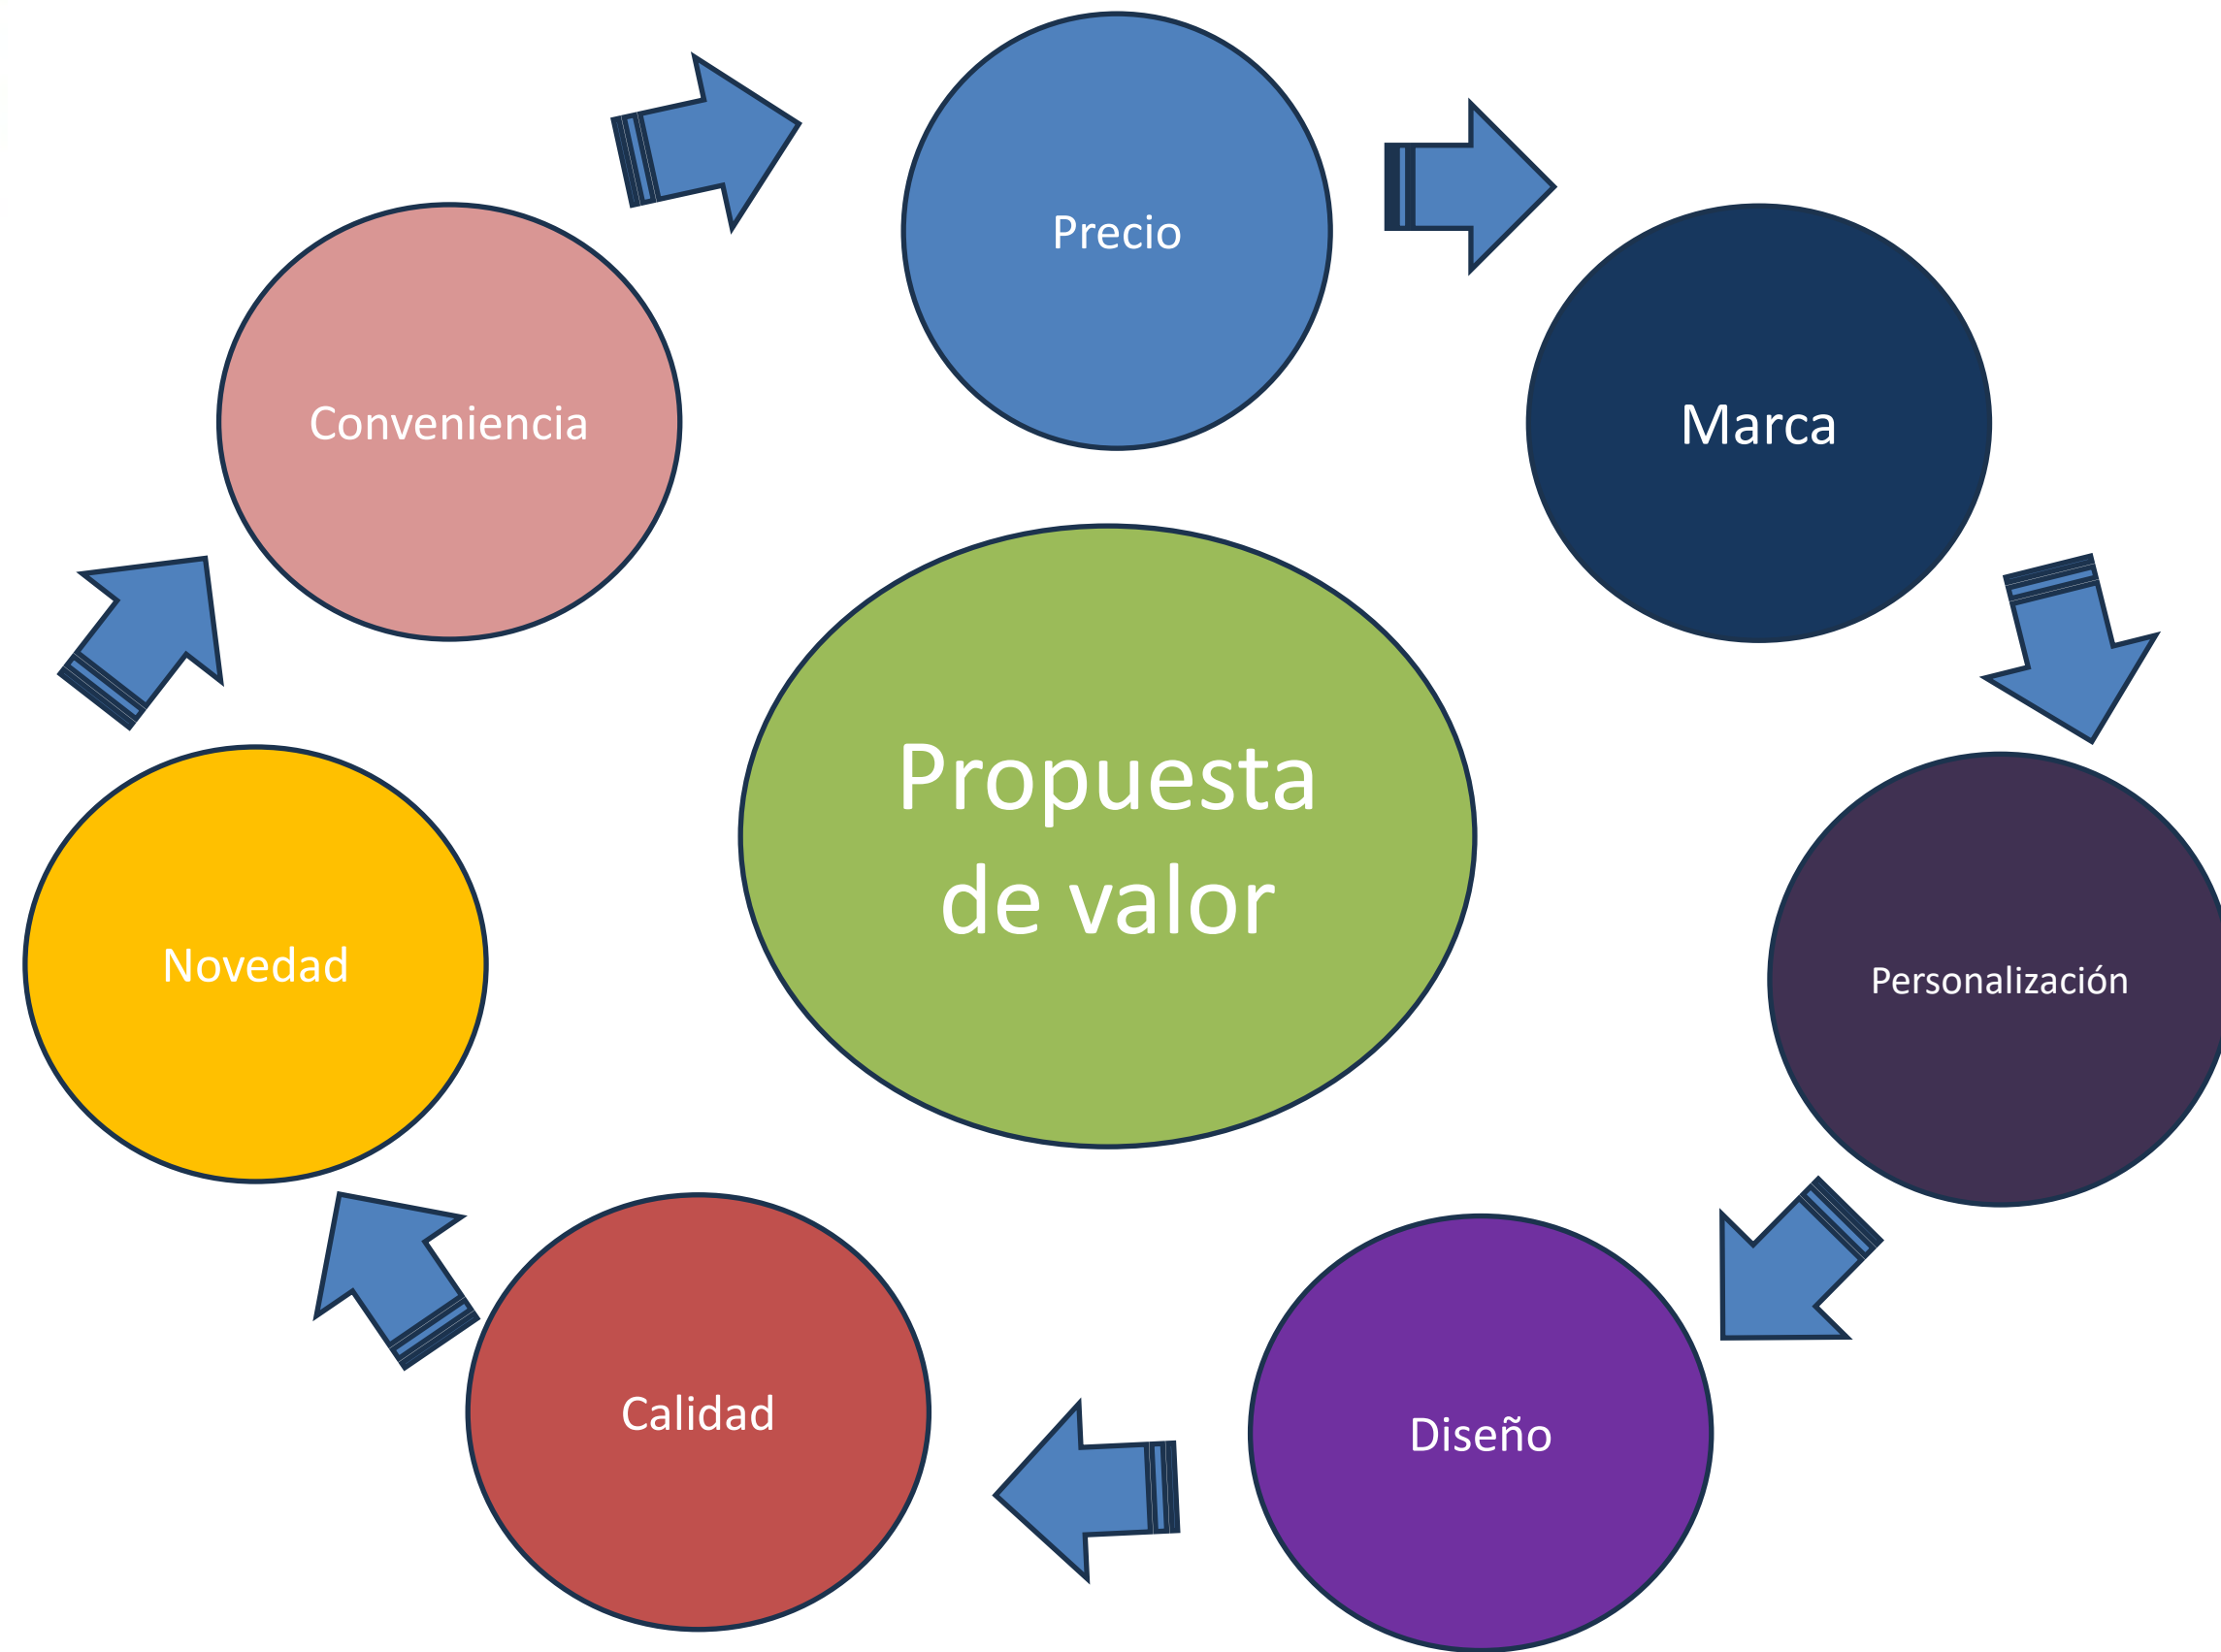 Precio
Marca
Conveniencia
Propuesta
de valor
Personalización
Novedad
Diseño
Calidad